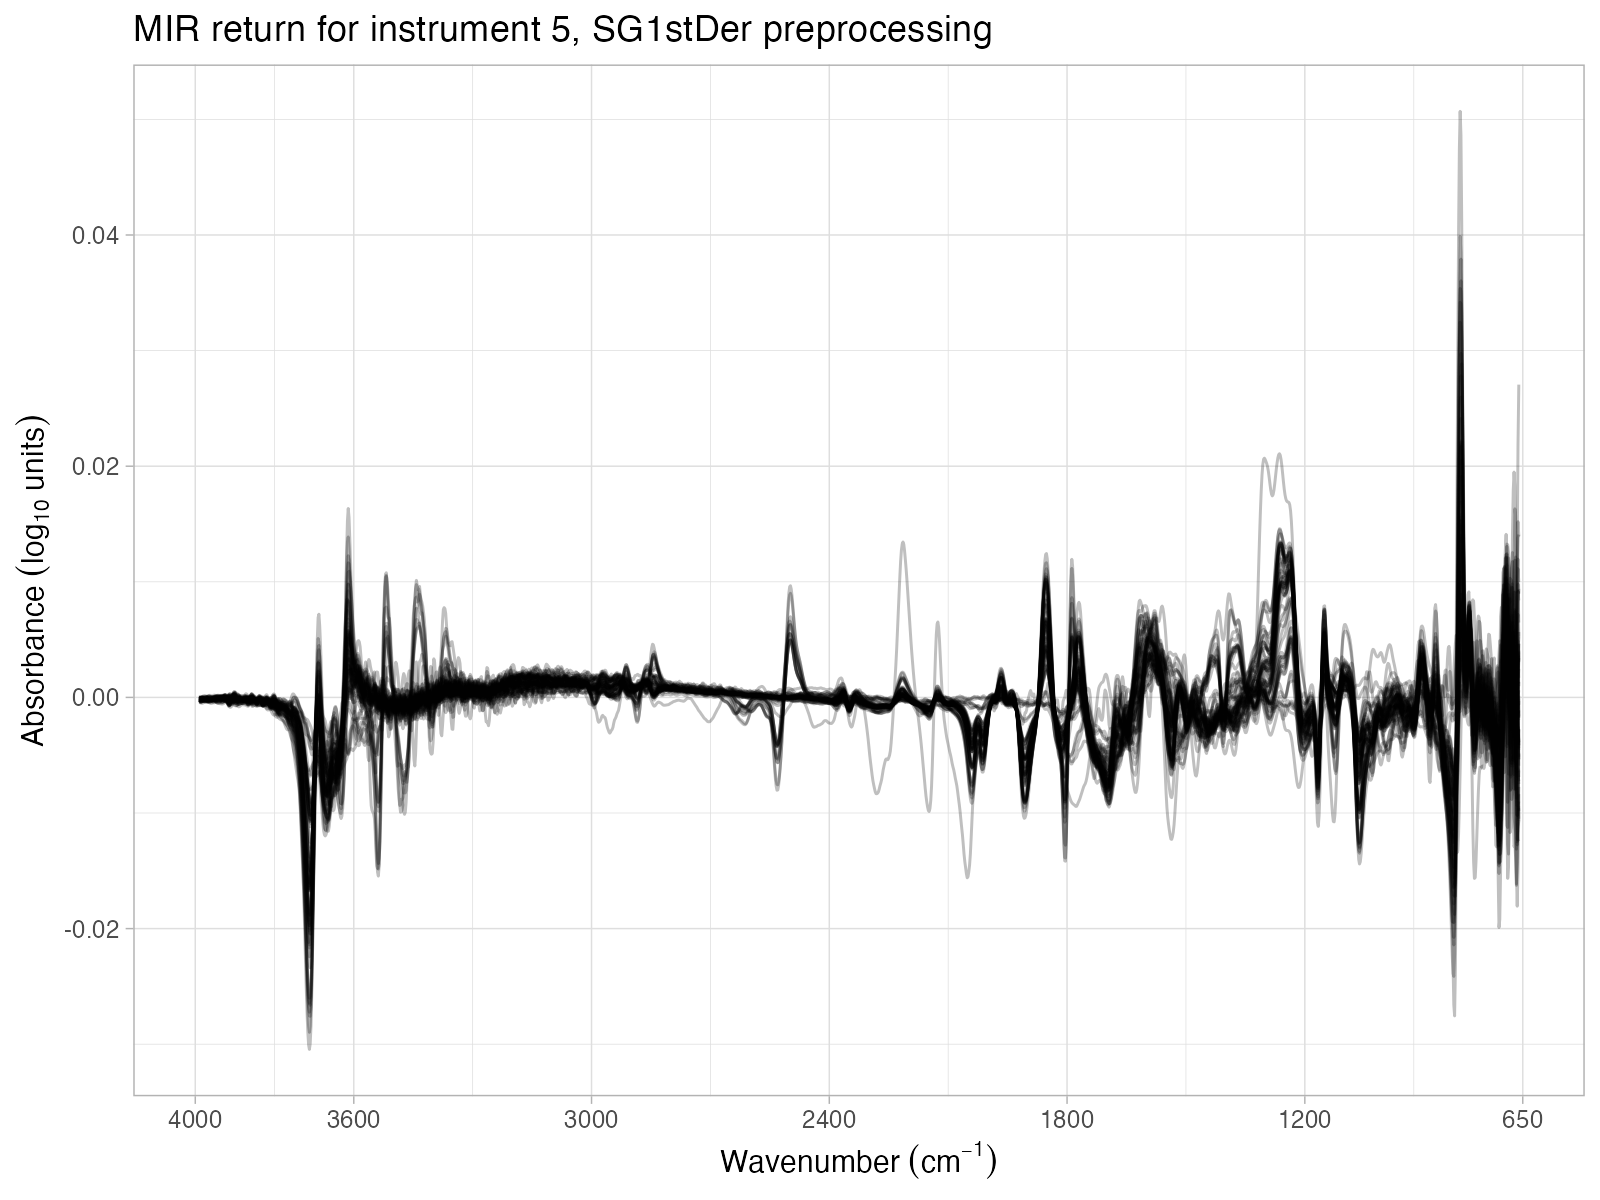 MIR return for instrument 5, SG1stDer preprocessing
Absorbance (log₁₀ units)
0.04
0.02
0.00
-0.02
4000 3600 3000 2400 1800 1200 650
Wavenumber (cm⁻¹)